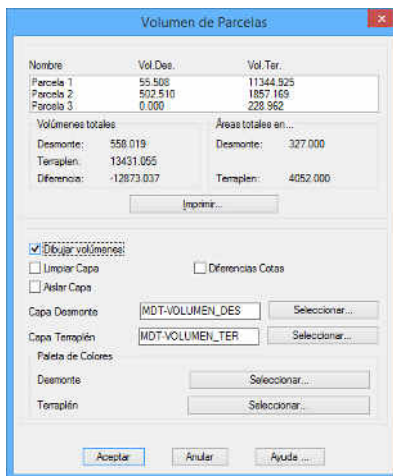 Volumen de Parcelas
Nombre Vol.Des. Vol.Ter.
Parcela 1 55.508 11344.925
Parcela 2 502.510 1857.169
Parcela 3 0.000 228.962
Volúmenes totales Áreas totales en...
Desmonte: 558.019 Desmonte: 327.000
Terraplen: 13431.055 Terraplen: 4052.000
Diferencia: -12873.037
Imprimir...
Dibujar volúmenes
Limpiar Capa Diferencias Cotas
Aislar Capa
Capa Desmonte MDT-VOLUMEN_DES Seleccionar...
Capa Terraplén MDT-VOLUMEN_TER Seleccionar...
Paleta de Colores
Desmonte Seleccionar...
Terraplén Seleccionar...
Aceptar Anular Ayuda ...